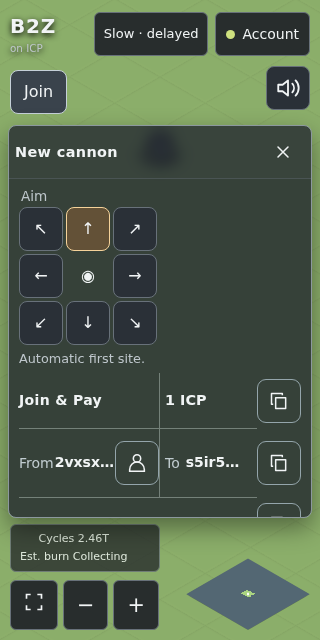 B2Z
on ICP
Slow · delayed
Account
Join
New cannon
Aim
↖ ↑ ↗
← ◉ →
↙ ↓ ↘
Automatic first site.
Join & Pay 1 ICP
From 2vxsx… To s5ir5…
Cycles 2.46T
Est. burn Collecting
− +